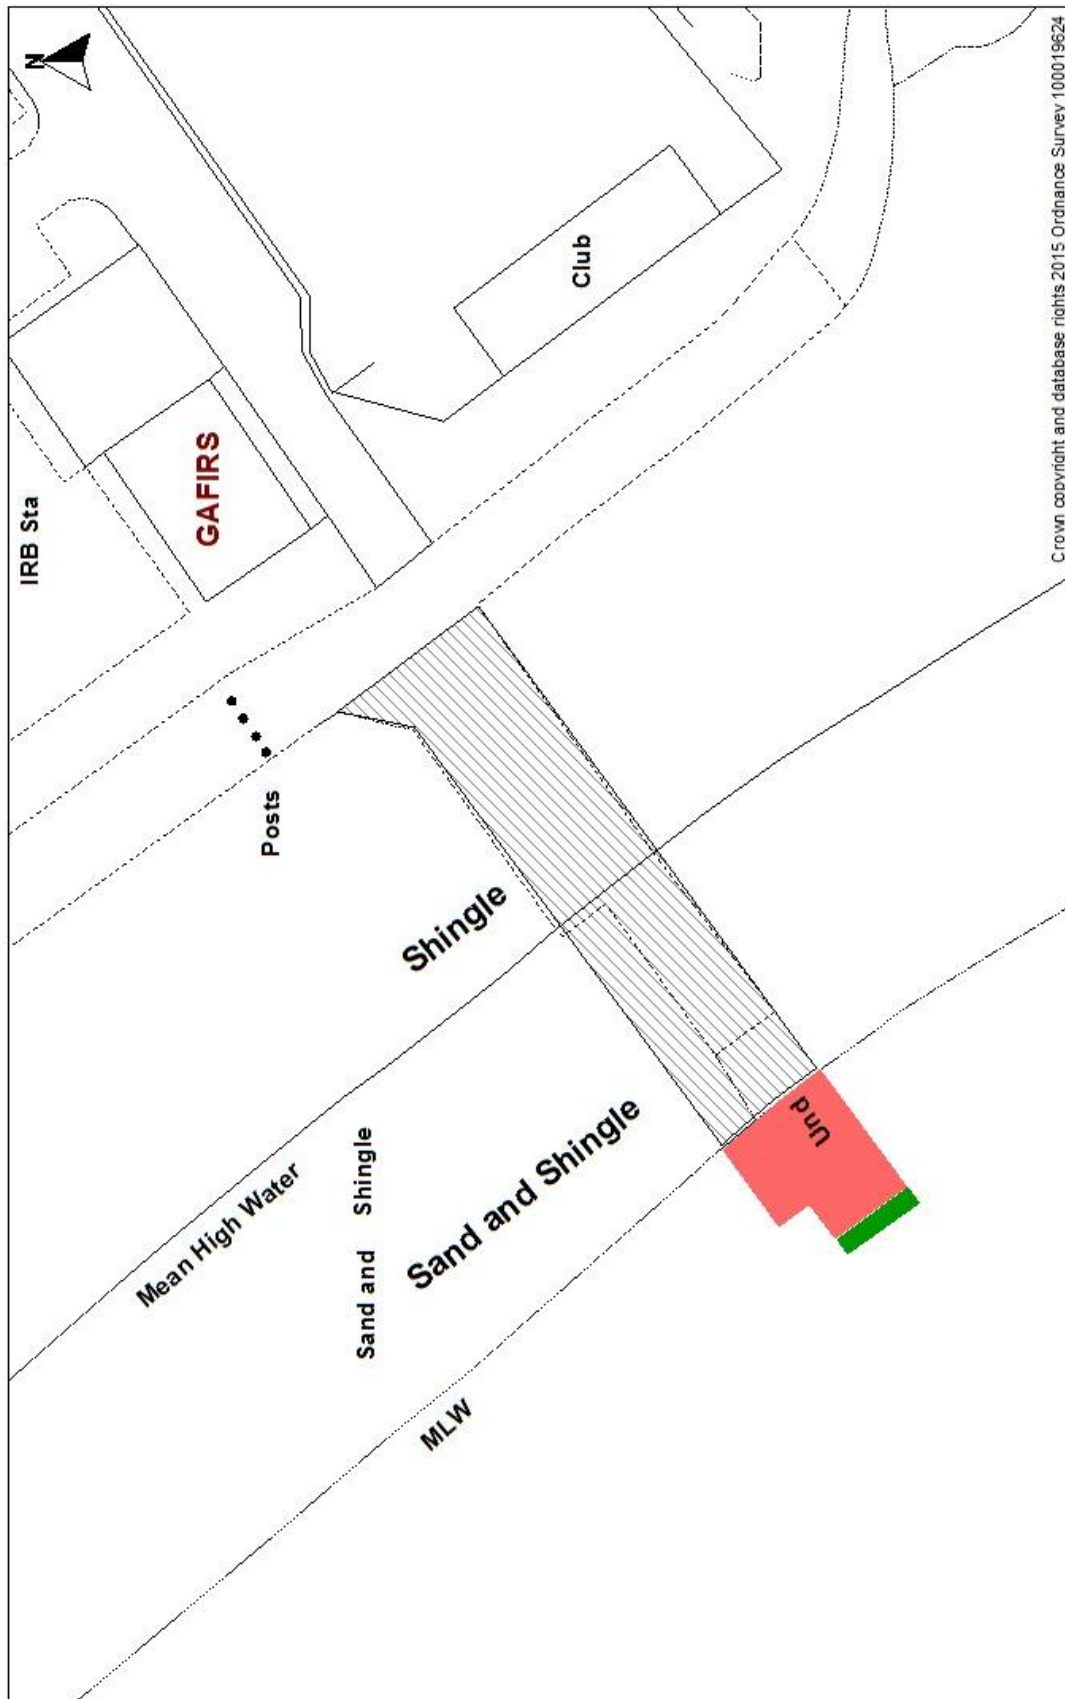 N
IRB Sta
GAFIRS
Club
Posts
Shingle
Mean High Water
Sand and Shingle
Sand and Shingle
MLW
Und
Crown copyright and database rights 2015 Ordnance Survey 100019624